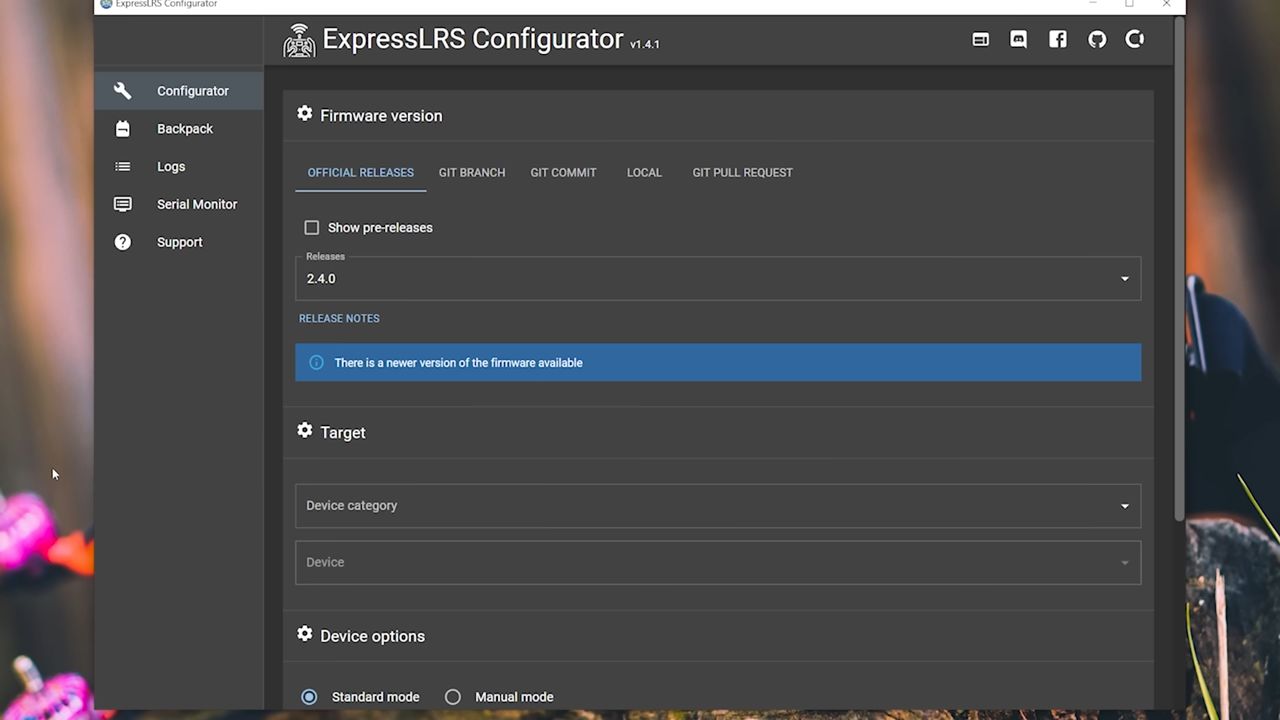 ExpressLRS Configurator
ExpressLRS Configurator v1.4.1
Configurator
Backpack
Logs
Serial Monitor
Support
Firmware version
OFFICIAL RELEASES GIT BRANCH GIT COMMIT LOCAL GIT PULL REQUEST
Show pre-releases
Releases
2.4.0
RELEASE NOTES
There is a newer version of the firmware available
Target
Device category
Device
Device options
Standard mode Manual mode